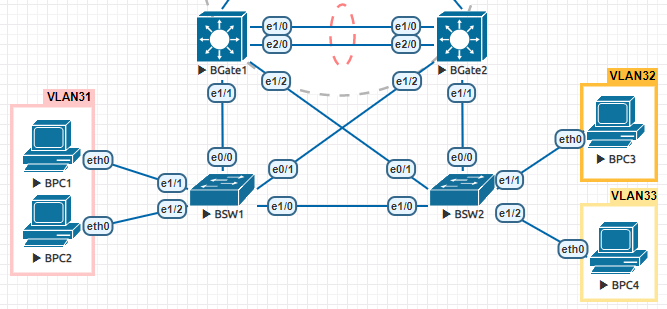 e1/0 e1/0
e2/0 e2/0
BGate1 BGate2
e1/2 e1/2
e1/1 e1/1
VLAN31 VLAN32
eth0 BPC1
eth0 BPC2
e0/0 e0/0
e0/1 e0/1
e1/1 e1/1
e1/2 e1/2
BSW1 e1/0 e1/0 BSW2
eth0 BPC3
VLAN33
eth0 BPC4